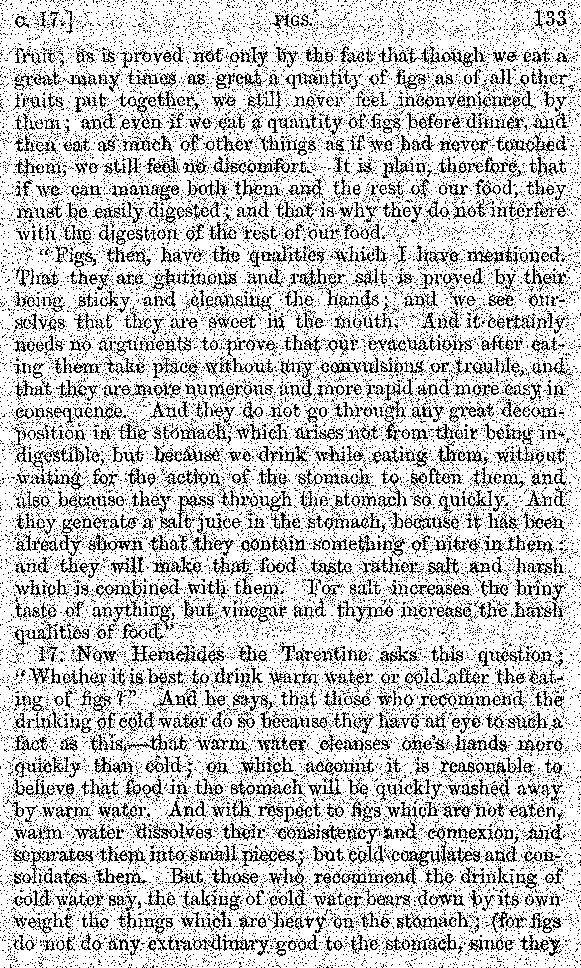 c. 17.] FIGS. 133
fruit; as is proved not only by the fact that though we eat a
great many times as great a quantity of figs as of all other
fruits put together, we still never feel inconvenienced by
them; and even if we eat a quantity of figs before dinner, and
then eat as much of other things as if we had never touched
them, we still feel no discomfort. It is plain, therefore, that
if we can manage both them and the rest of our food, they
must be easily digested; and that is why they do not interfere
with the digestion of the rest of our food.
"Figs, then, have the qualities which I have mentioned.
That they are glutinous and rather salt is proved by their
being sticky and cleansing the hands; and we see our-
selves that they are sweet in the mouth. And it certainly
needs no arguments to prove that our evacuations after eat-
ing them take place without any convulsions or trouble, and
that they are more numerous and more rapid and more easy in
consequence. And they do not go through any great decom-
position in the stomach, which arises not from their being in-
digestible, but because we drink while eating them, without
waiting for the action of the stomach to soften them, and
also because they pass through the stomach so quickly. And
they generate a salt juice in the stomach, because it has been
already shown that they contain something of nitre in them:
and they will make that food taste rather salt and harsh
which is combined with them. For salt increases the briny
taste of anything, but vinegar and thyme increase the harsh
qualities of food."
17. Now Heraclides the Tarentine asks this question;
"Whether it is best to drink warm water or cold after the eat-
ing of figs?" And he says, that those who recommend the
drinking of cold water do so because they have an eye to such a
fact as this,—that warm water cleanses one's hands more
quickly than cold; on which account it is reasonable to
believe that food in the stomach will be quickly washed away
by warm water. And with respect to figs which are not eaten,
warm water dissolves their consistency and connexion, and
separates them into small pieces; but cold coagulates and con-
solidates them. But those who recommend the drinking of
cold water say, the taking of cold water bears down by its own
weight the things which are heavy on the stomach; (for figs
do not do any extraordinary good to the stomach, since they